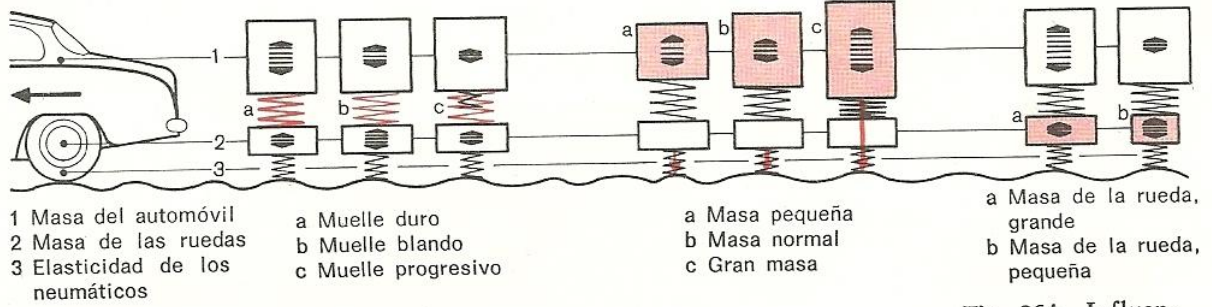 a
b
c
1
a
b
c
2
a
b
3
1 Masa del automóvil
2 Masa de las ruedas
3 Elasticidad de los
neumáticos
a Muelle duro
b Muelle blando
c Muelle progresivo
a Masa pequeña
b Masa normal
c Gran masa
a Masa de la rueda,
grande
b Masa de la rueda,
pequeña